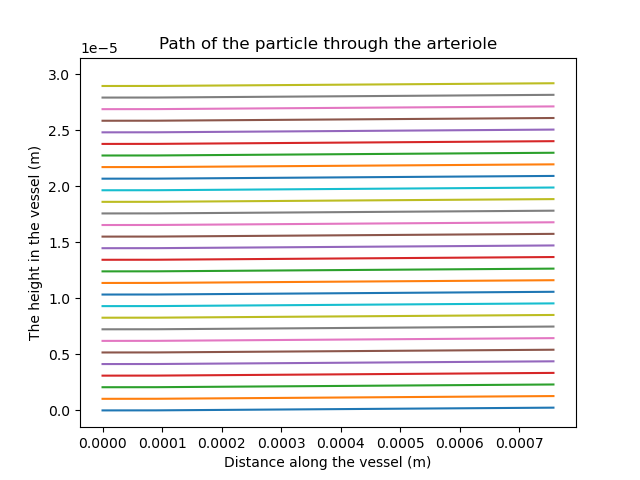 Path of the particle through the arteriole
1e−5
3.0
2.5
2.0
1.5
1.0
0.5
0.0
The height in the vessel (m)
0.0000 0.0001 0.0002 0.0003 0.0004 0.0005 0.0006 0.0007
Distance along the vessel (m)